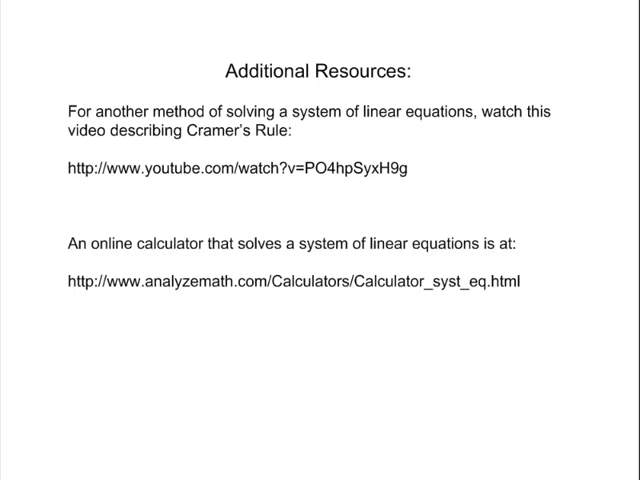 Additional Resources:
For another method of solving a system of linear equations, watch this
video describing Cramer's Rule:
http://www.youtube.com/watch?v=PO4hpSyxH9g
An online calculator that solves a system of linear equations is at:
http://www.analyzemath.com/Calculators/Calculator_syst_eq.html